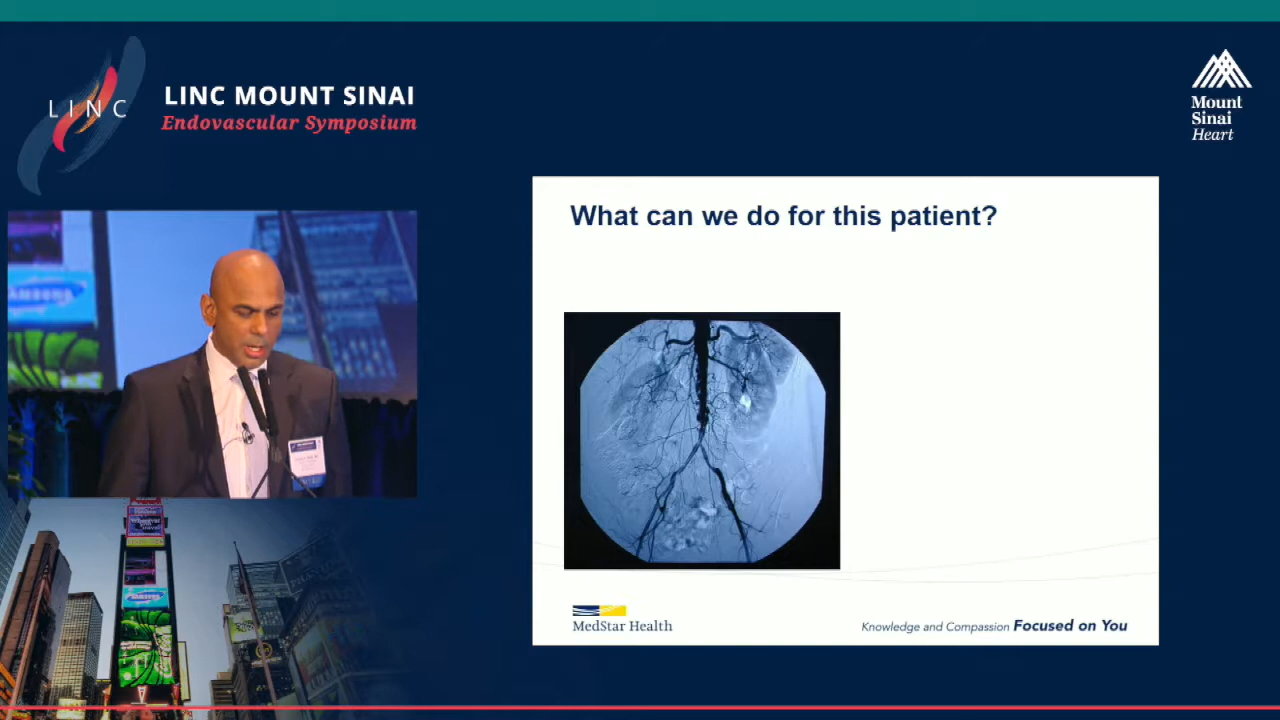 LINC
LINC MOUNT SINAI
Endovascular Symposium
Mount
Sinai
Heart
What can we do for this patient?
SAMSUNG
MedStar Health
Knowledge and Compassion Focused on You